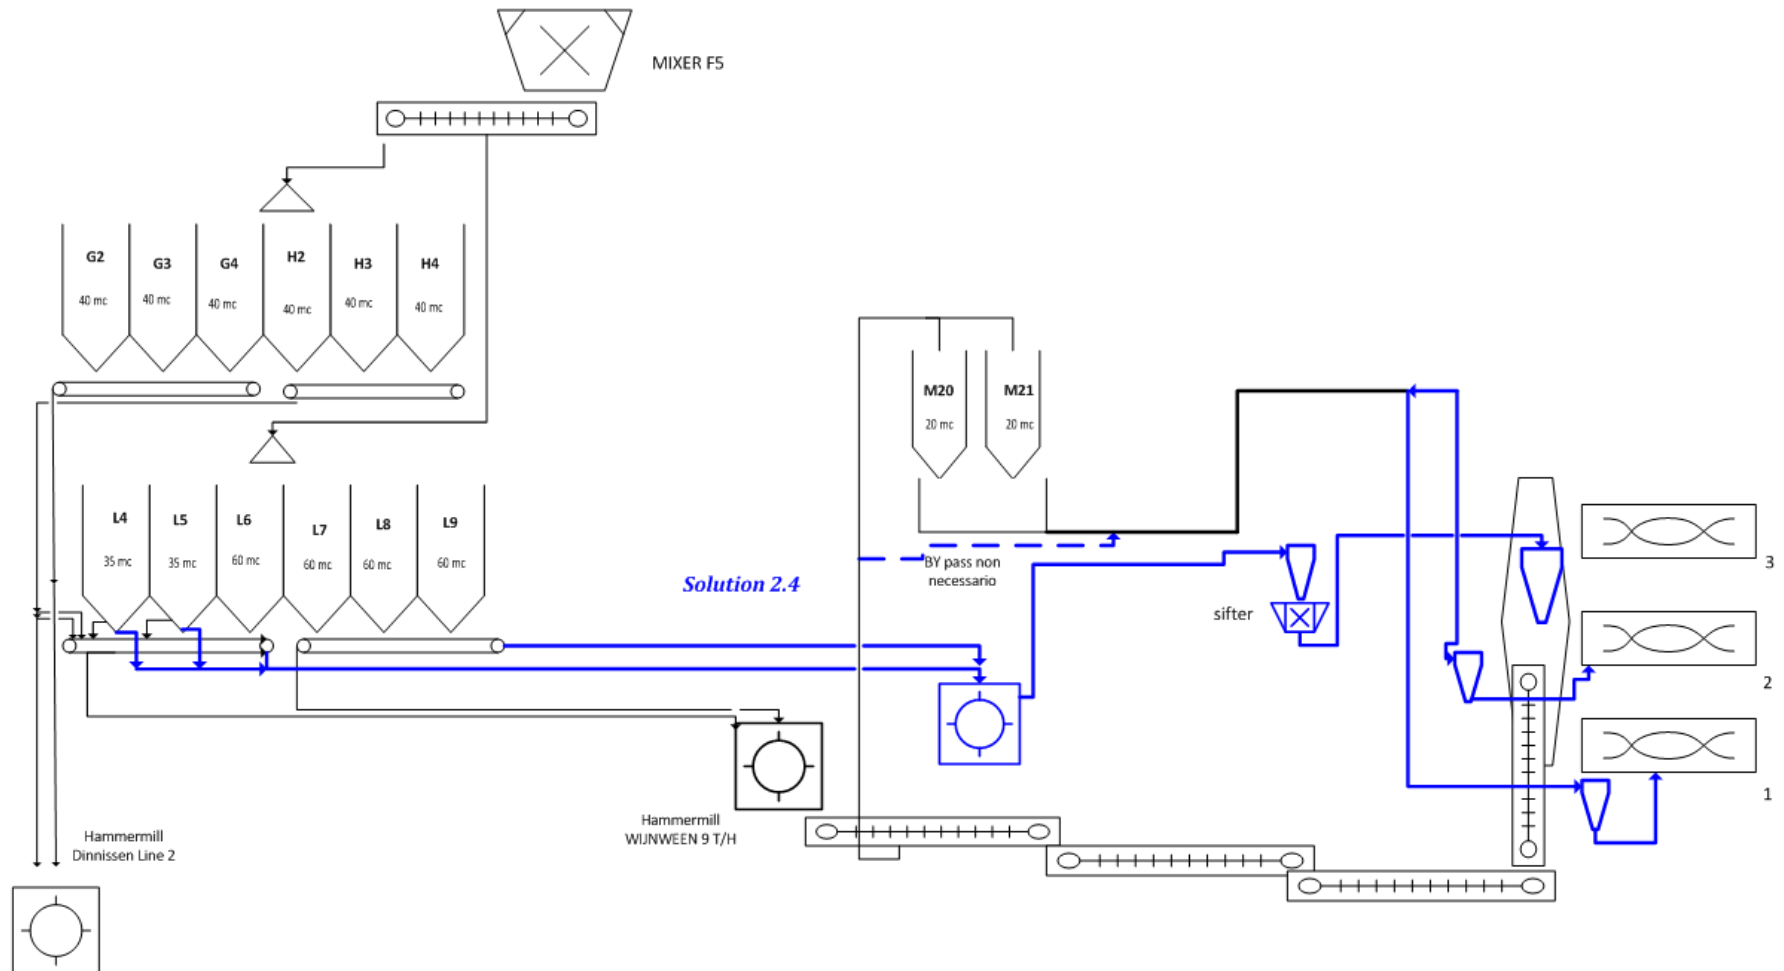 MIXER F5
G2
G3
G4
H2
H3
H4
40 mc
40 mc
40 mc
40 mc
40 mc
40 mc
M20
M21
20 mc
20 mc
L4
L5
L6
L7
L8
L9
35 mc
35 mc
60 mc
60 mc
60 mc
60 mc
Solution 2.4
BY pass non
necessario
sifter
3
2
1
Hammermill
WIJNWEEN 9 T/H
Hammermill
Dinnissen Line 2